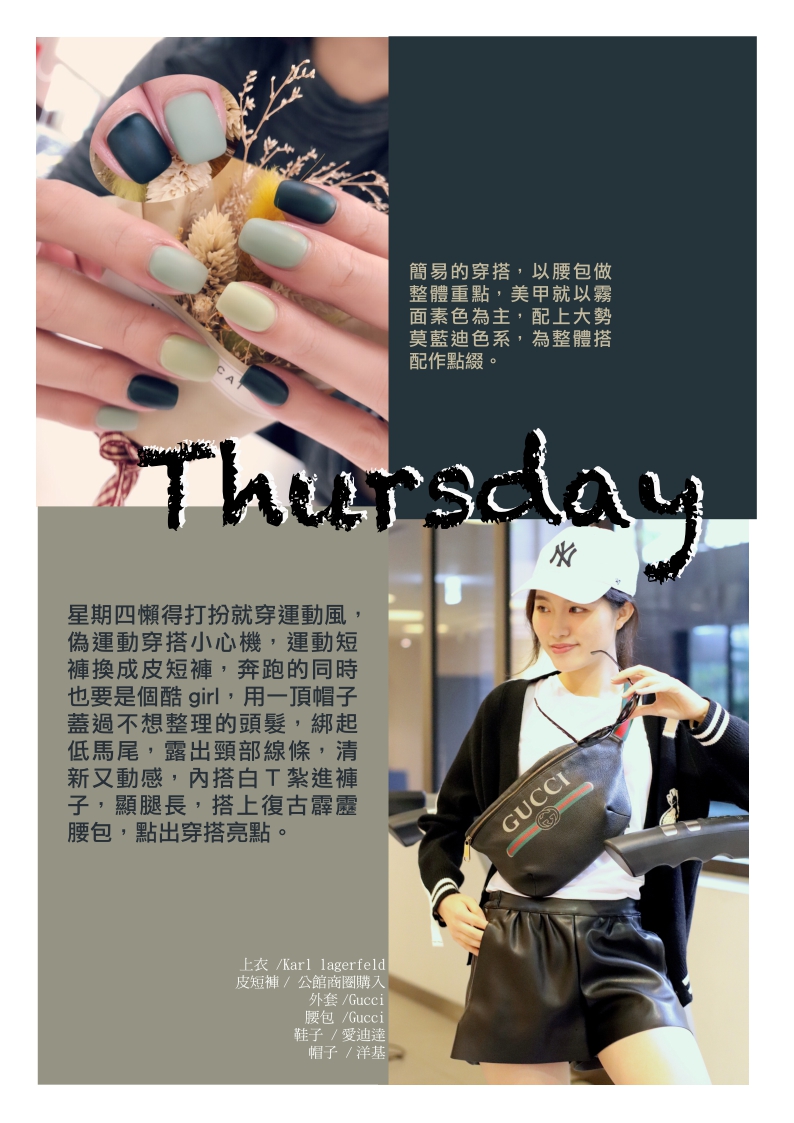 簡易的穿搭，以腰包做
整體重點，美甲就以霧
面素色為主，配上大勢
莫藍迪色系，為整體搭
配作點綴。
CAT
Thursday
星期四懶得打扮就穿運動風，
偽運動穿搭小心機，運動短
褲換成皮短褲，奔跑的同時
也要是個酷 girl，用一頂帽子
蓋過不想整理的頭髮，綁起
低馬尾，露出頸部線條，清
新又動感，內搭白T紮進褲
子，顯腿長，搭上復古霹靂
腰包，點出穿搭亮點。
NY
GUCCI
上衣 /Karl lagerfeld
皮短褲 / 公館商圈購入
外套 /Gucci
腰包 /Gucci
鞋子 / 愛迪達
帽子 / 洋基